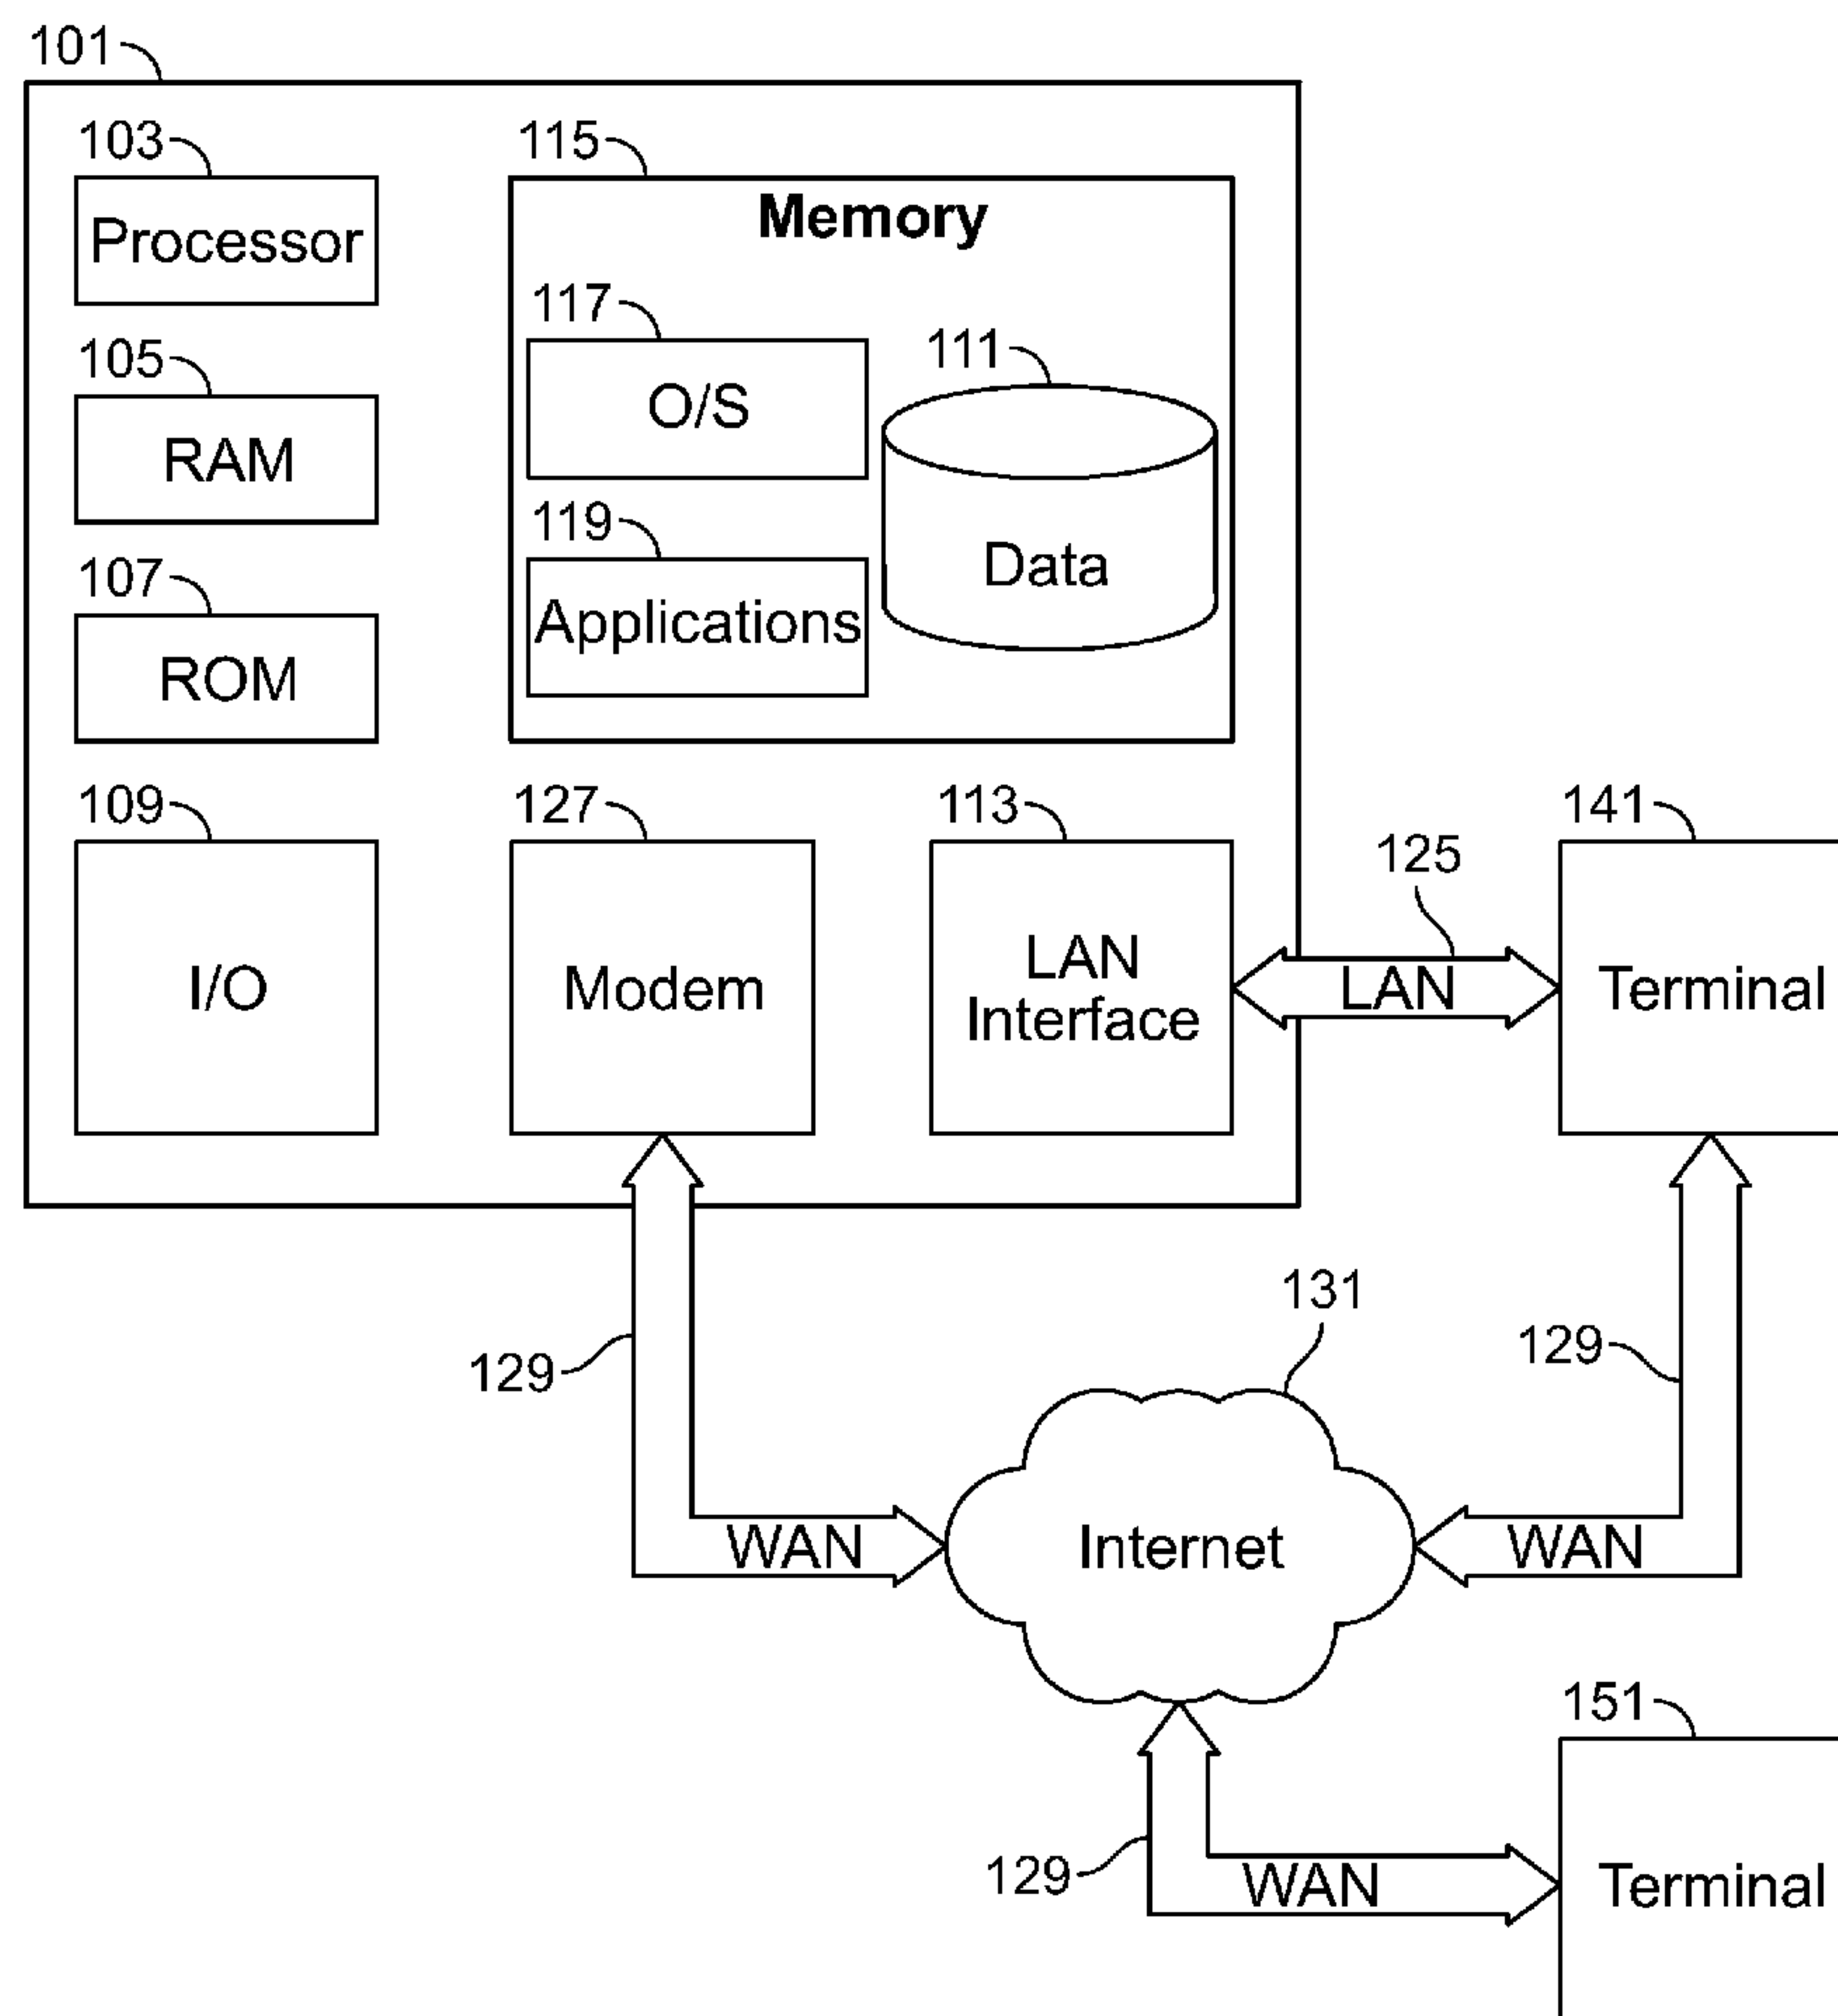 101
103
115
Processor
Memory
117
111
105
O/S
RAM
119
Data
107
Applications
ROM
109
127
113
141
125
I/O
Modem
LAN
Interface
LAN
Terminal
131
129
129
WAN
Internet
WAN
151
129
WAN
Terminal